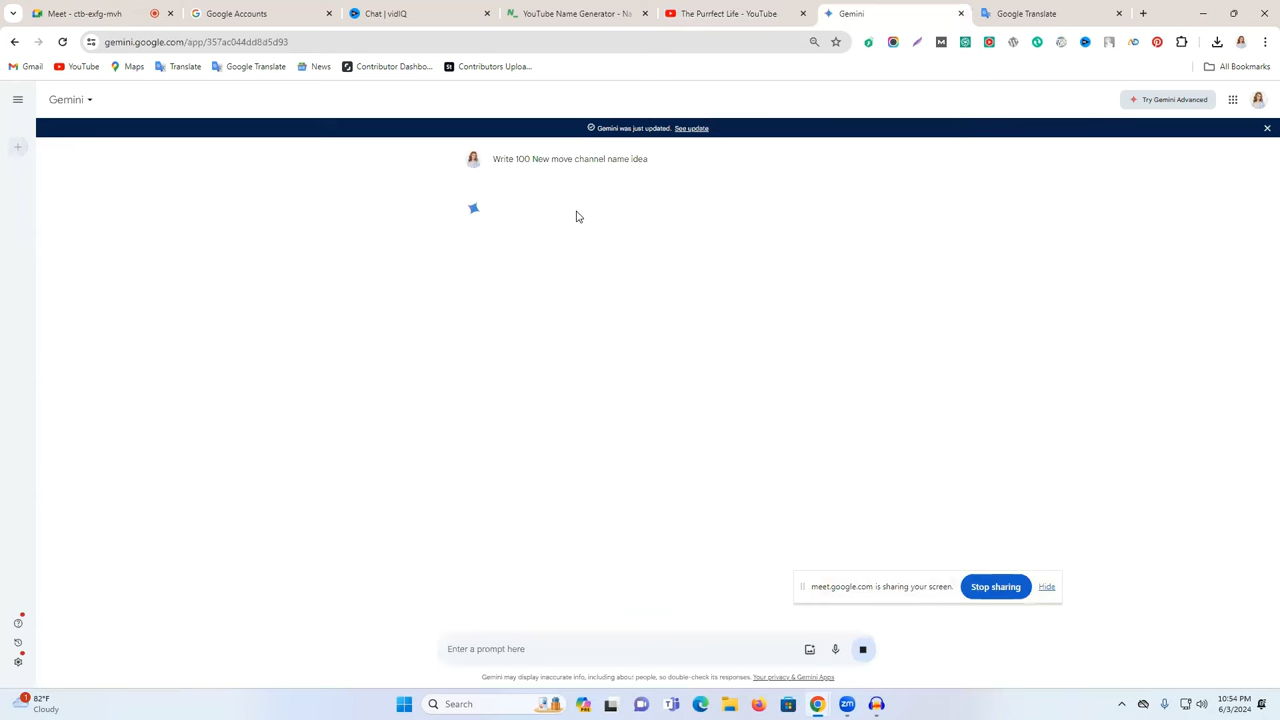 Meet - ctb-exfg-mvh
Google Account
Chat | vidiQ
YouTube Name Generator - Na
The Purrfect Life - YouTube
Gemini
Google Translate
gemini.google.com/app/357ac044dd8d5d93
Gmail
YouTube
Maps
Translate
Google Translate
News
Contributor Dashbo...
Contributors Uploa...
All Bookmarks
Gemini
Try Gemini Advanced
Gemini was just updated. See update
Write 100 New move channel name idea
meet.google.com is sharing your screen.
Stop sharing
Hide
Enter a prompt here
Gemini may display inaccurate info, including about people, so double-check its responses. Your privacy & Gemini Apps
1
82°F
Cloudy
Search
10:54 PM
6/3/2024